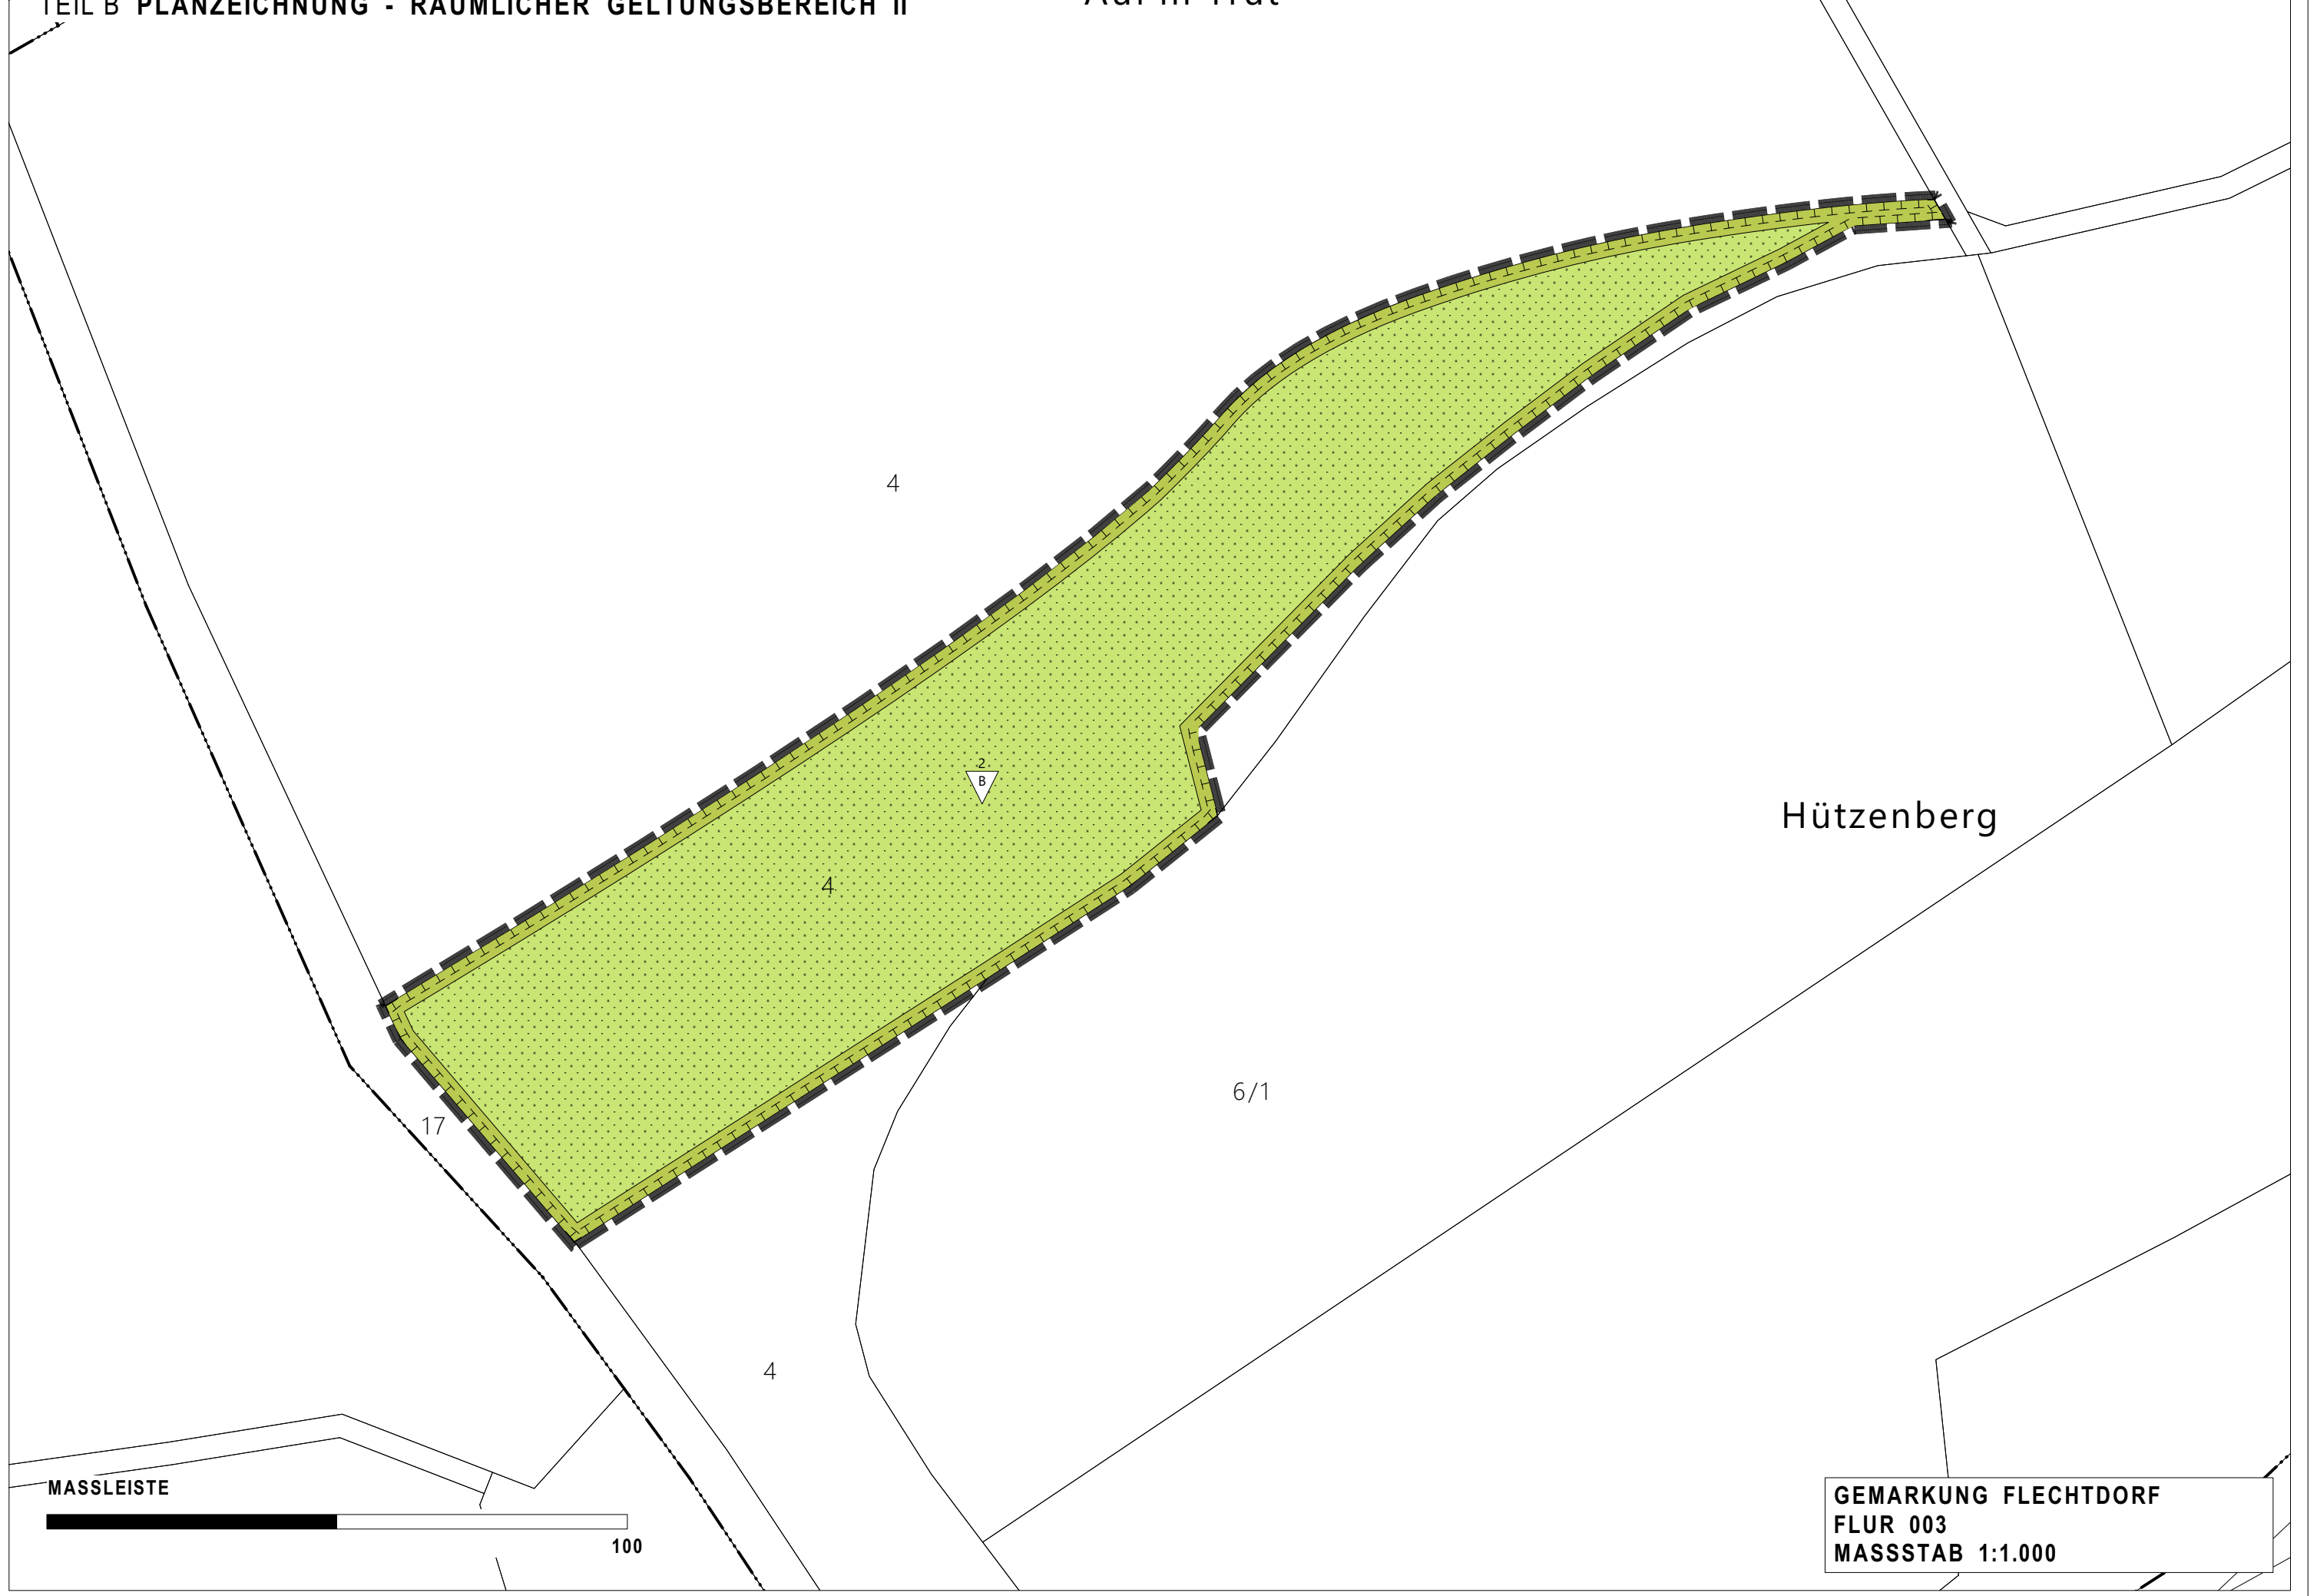 TEIL B PLANZEICHNUNG - RÄUMLICHER GELTUNGSBEREICH II
4
2
B
Hützenberg
4
6/1
17
4
MASSLEISTE
100
GEMARKUNG FLECHTDORF
FLUR 003
MASSSTAB 1:1.000